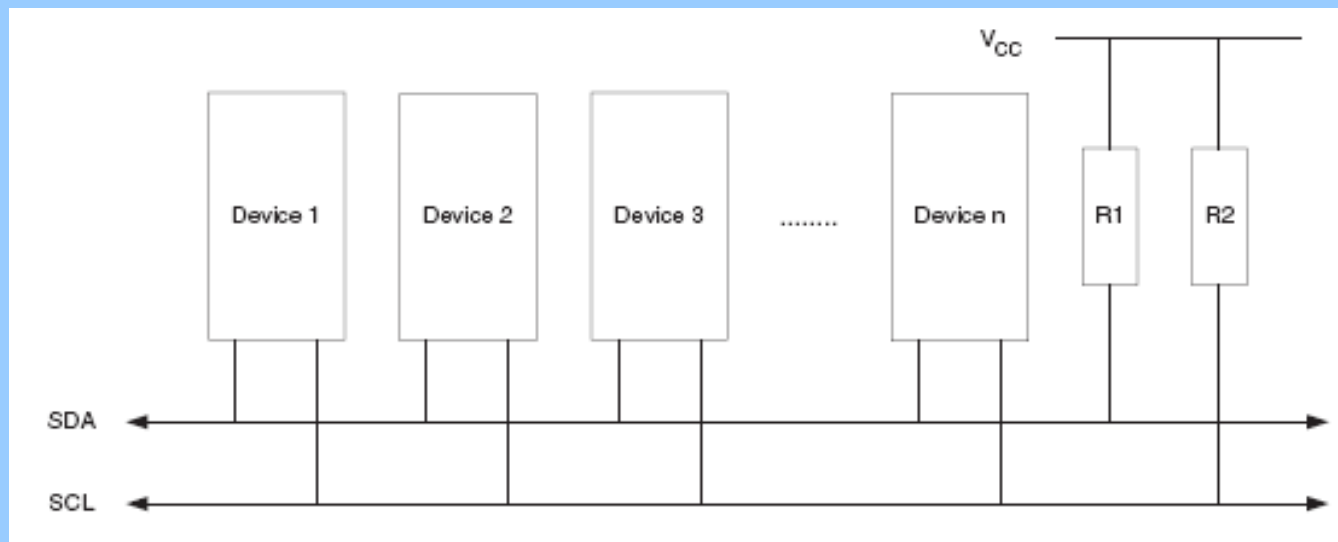 VCC
Device 1 Device 2 Device 3 ........ Device n R1 R2
SDA
SCL